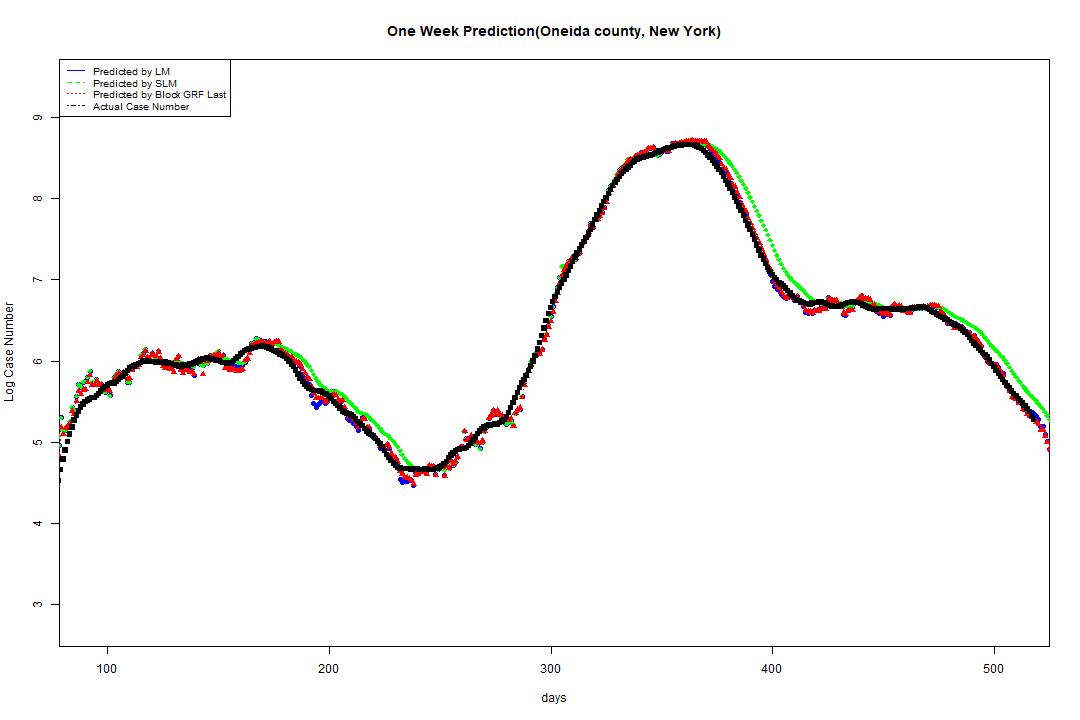 One Week Prediction(Oneida county, New York)
Predicted by LM
Predicted by SLM
Predicted by Block GRF Last
Actual Case Number
Log Case Number
9
8
7
6
5
4
3
100 200 300 400 500
days